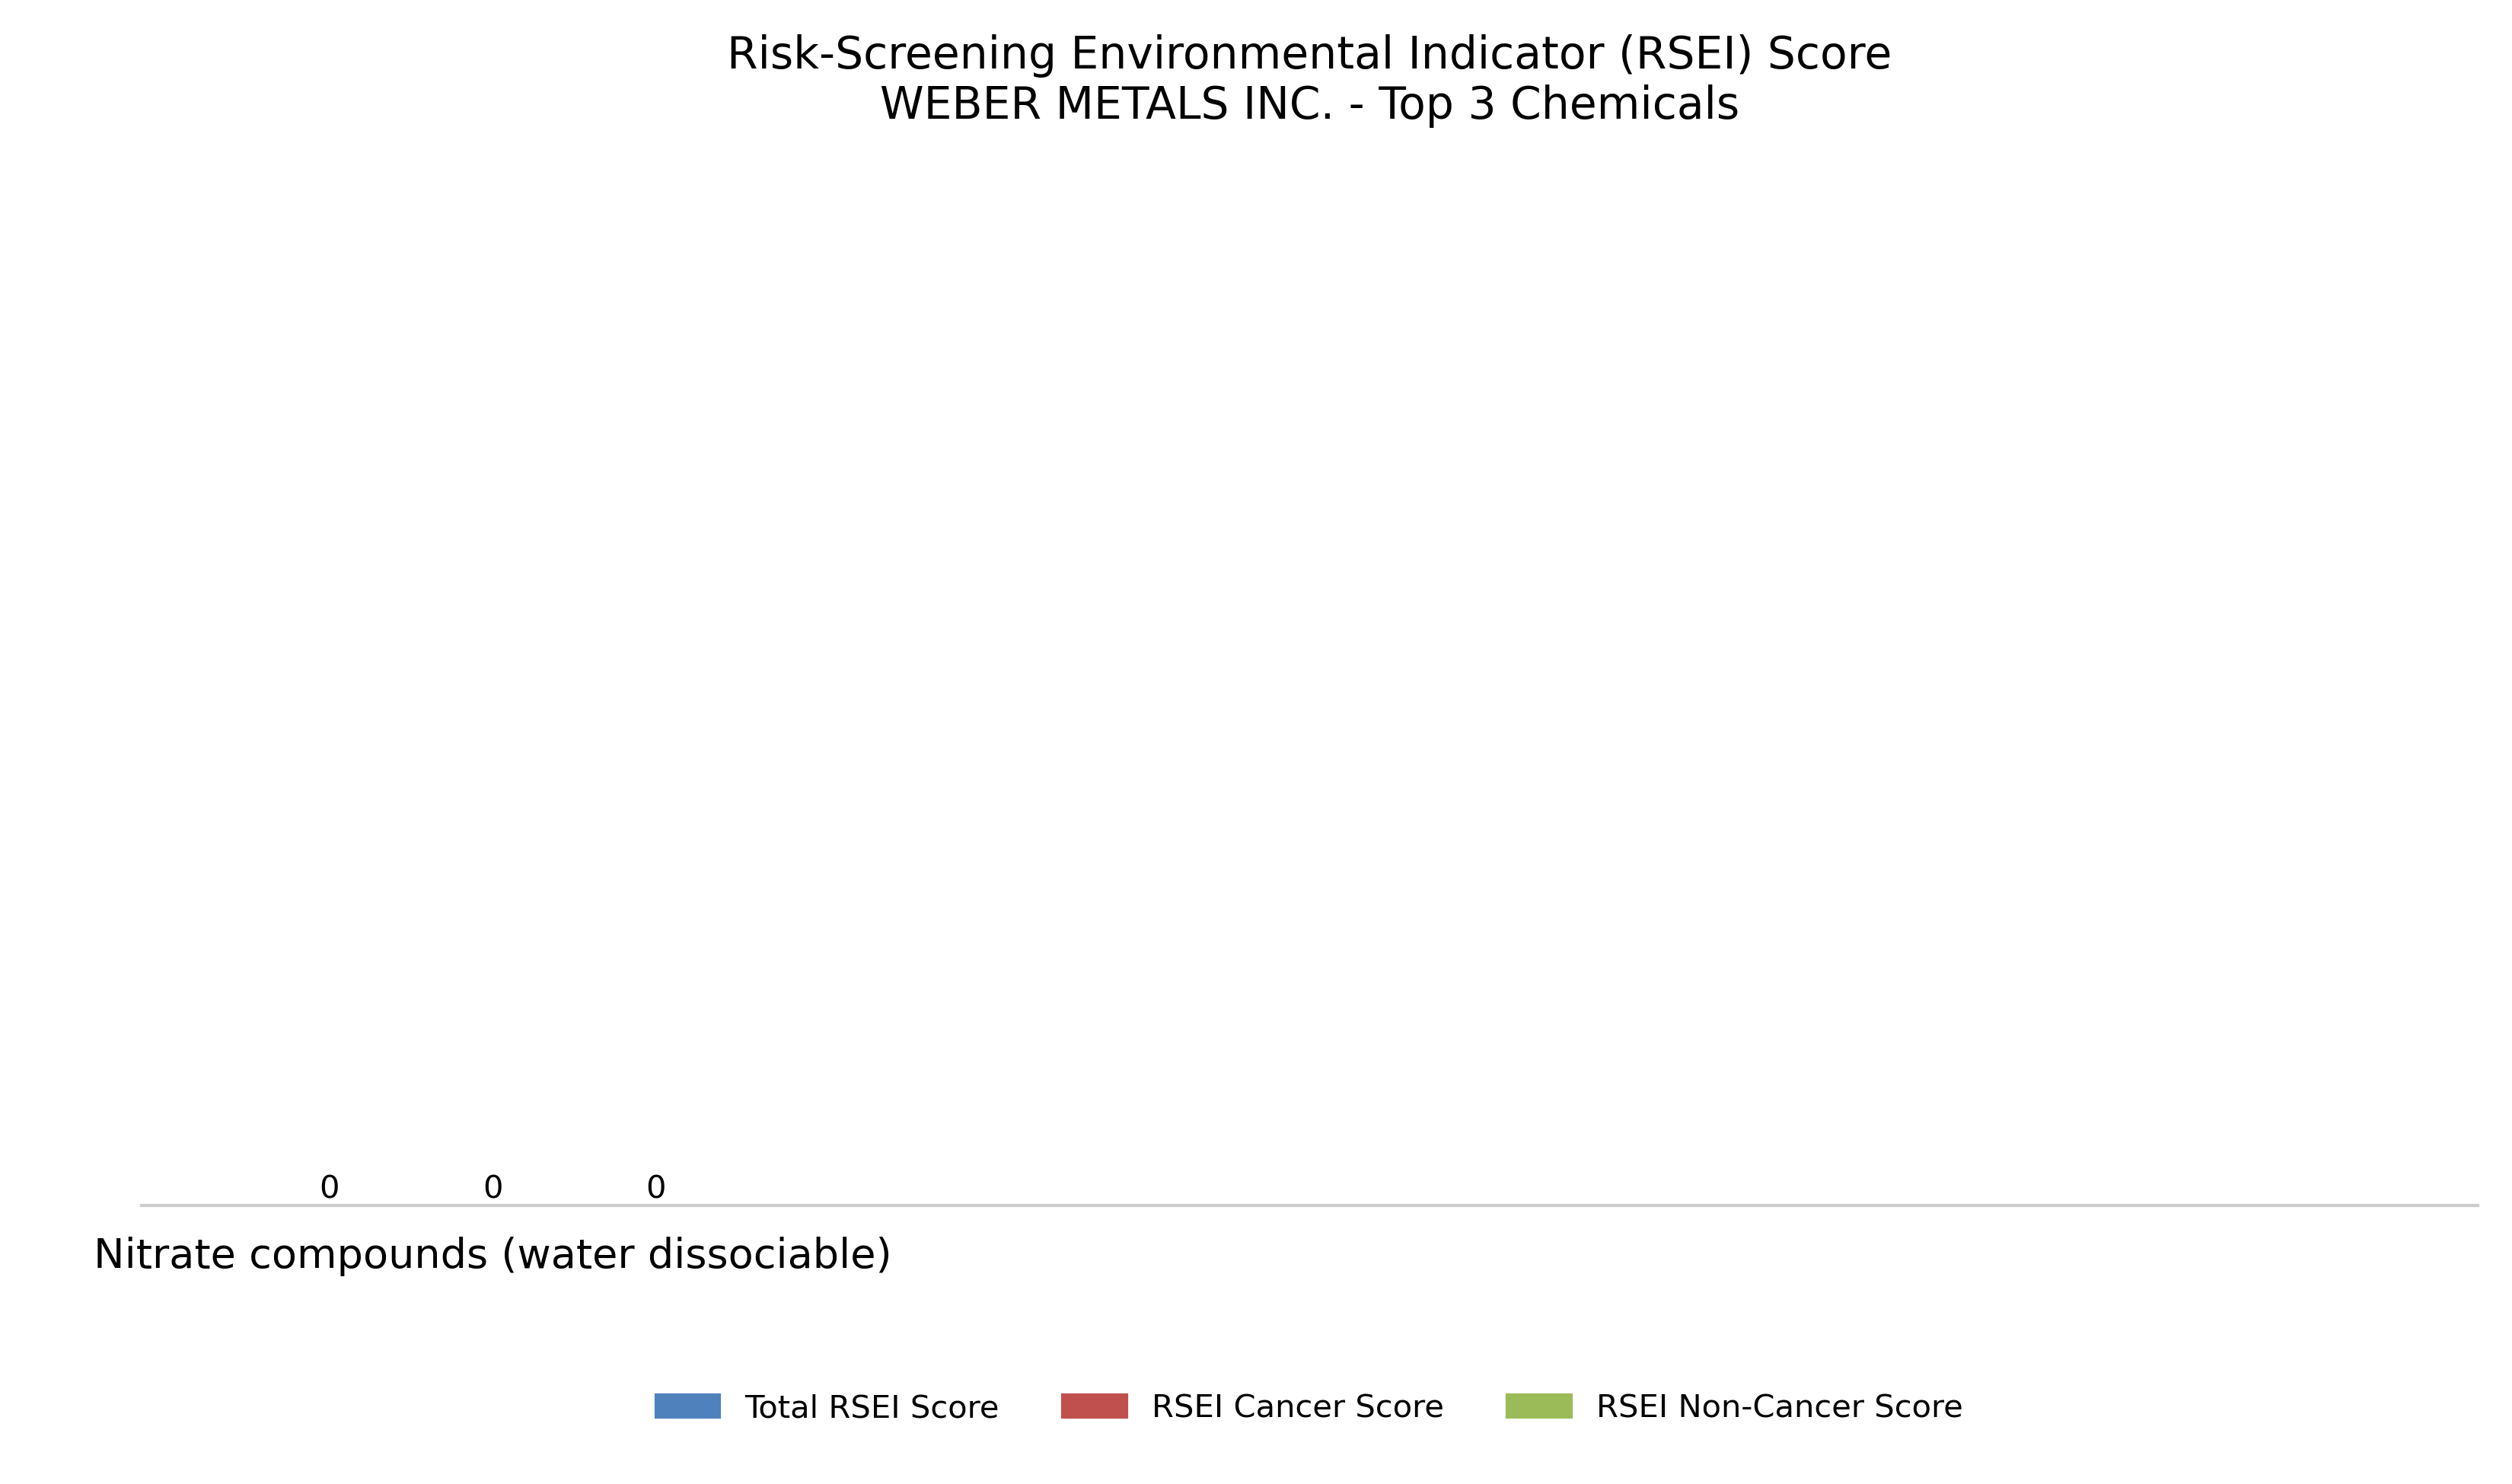 Risk-Screening Environmental Indicator (RSEI) Score
WEBER METALS INC. - Top 3 Chemicals
0 0 0
Nitrate compounds (water dissociable)
Total RSEI Score RSEI Cancer Score RSEI Non-Cancer Score